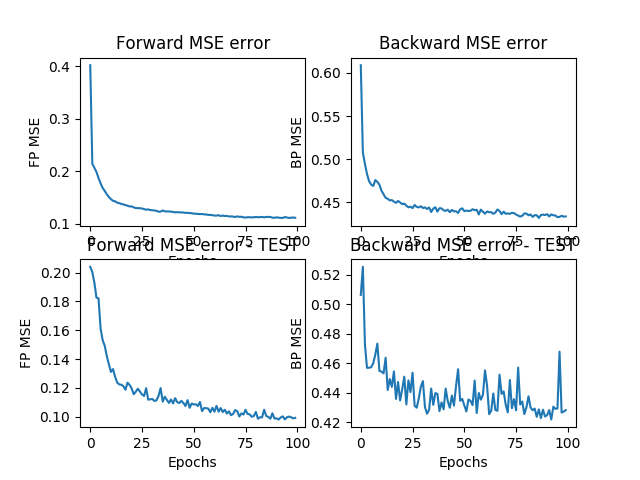 Forward MSE error
FP MSE
0.4
0.3
0.2
0.1
0 25 50 75 100
Epochs
Backward MSE error
BP MSE
0.60
0.55
0.50
0.45
0 25 50 75 100
Forward MSE error - TEST
FP MSE
0.20
0.18
0.16
0.14
0.12
0.10
0 25 50 75 100
Epochs
Backward MSE error - TEST
BP MSE
0.52
0.50
0.48
0.46
0.44
0.42
0 25 50 75 100
Epochs